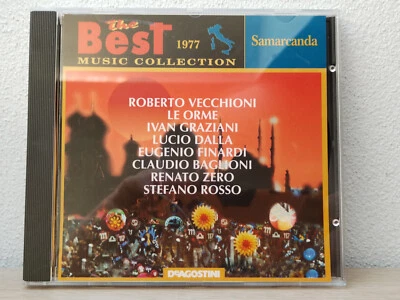 The
Best 1977 Samarcanda
MUSIC COLLECTION
ROBERTO VECCHIONI
LE ORME
IVAN GRAZIANI
LUCIO DALLA
EUGENIO FINARDI
CLAUDIO BAGLIONI
RENATO ZERO
STEFANO ROSSO
DEAGOSTINI